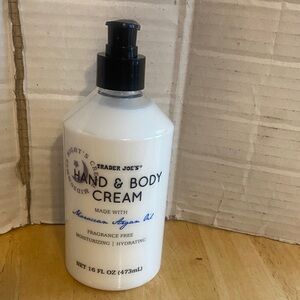 TRADER JOE'S®
HAND & BODY
CREAM
MADE WITH
Moroccan Argan Oil
FRAGRANCE FREE
MOISTURIZING | HYDRATING
NET 16 FL OZ (473mL)